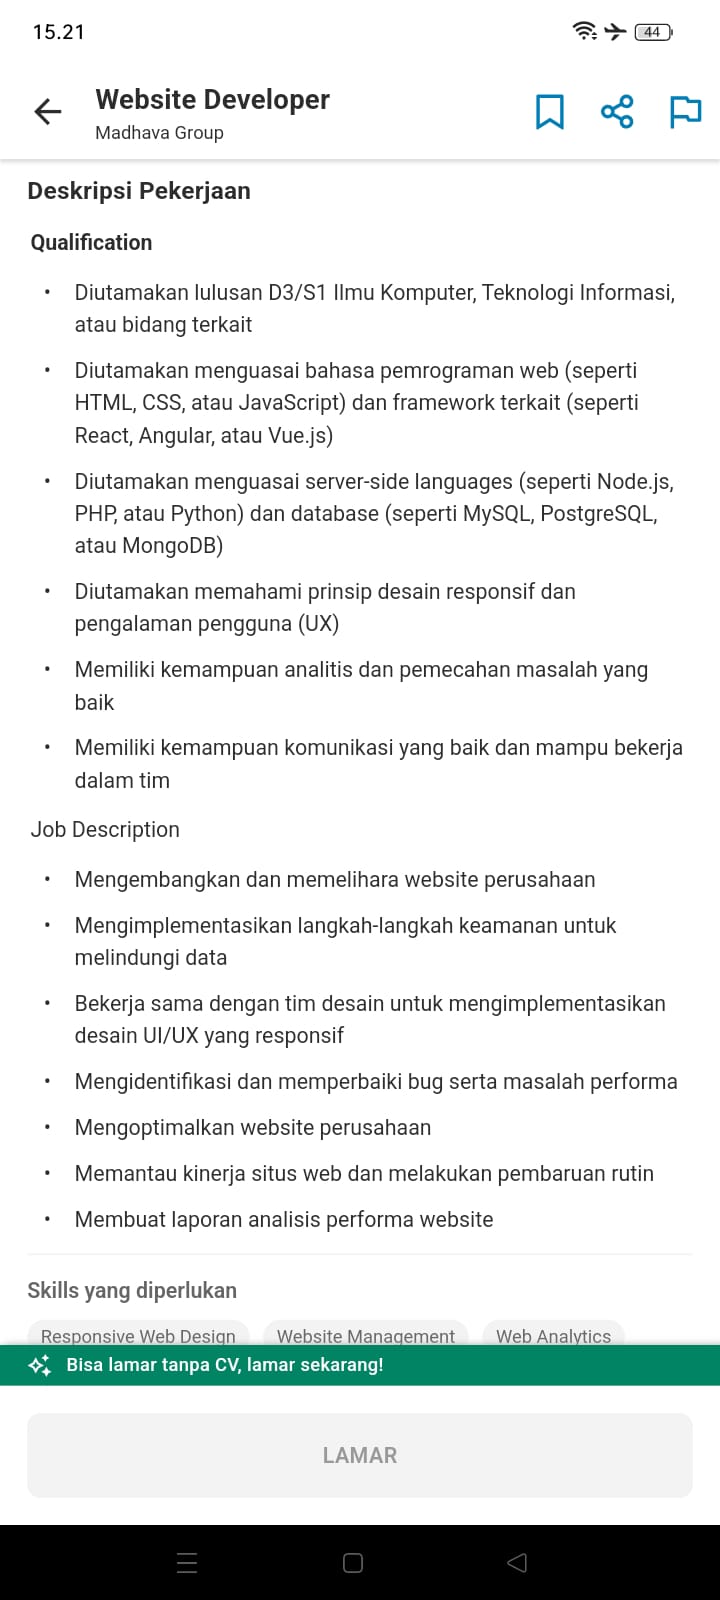 15.21
44
Website Developer
Madhava Group
Deskripsi Pekerjaan
Qualification
• Diutamakan lulusan D3/S1 Ilmu Komputer, Teknologi Informasi,
atau bidang terkait
• Diutamakan menguasai bahasa pemrograman web (seperti
HTML, CSS, atau JavaScript) dan framework terkait (seperti
React, Angular, atau Vue.js)
• Diutamakan menguasai server-side languages (seperti Node.js,
PHP, atau Python) dan database (seperti MySQL, PostgreSQL,
atau MongoDB)
• Diutamakan memahami prinsip desain responsif dan
pengalaman pengguna (UX)
• Memiliki kemampuan analitis dan pemecahan masalah yang
baik
• Memiliki kemampuan komunikasi yang baik dan mampu bekerja
dalam tim
Job Description
• Mengembangkan dan memelihara website perusahaan
• Mengimplementasikan langkah-langkah keamanan untuk
melindungi data
• Bekerja sama dengan tim desain untuk mengimplementasikan
desain UI/UX yang responsif
• Mengidentifikasi dan memperbaiki bug serta masalah performa
• Mengoptimalkan website perusahaan
• Memantau kinerja situs web dan melakukan pembaruan rutin
• Membuat laporan analisis performa website
Skills yang diperlukan
Responsive Web Design Website Management Web Analytics
Bisa lamar tanpa CV, lamar sekarang!
LAMAR